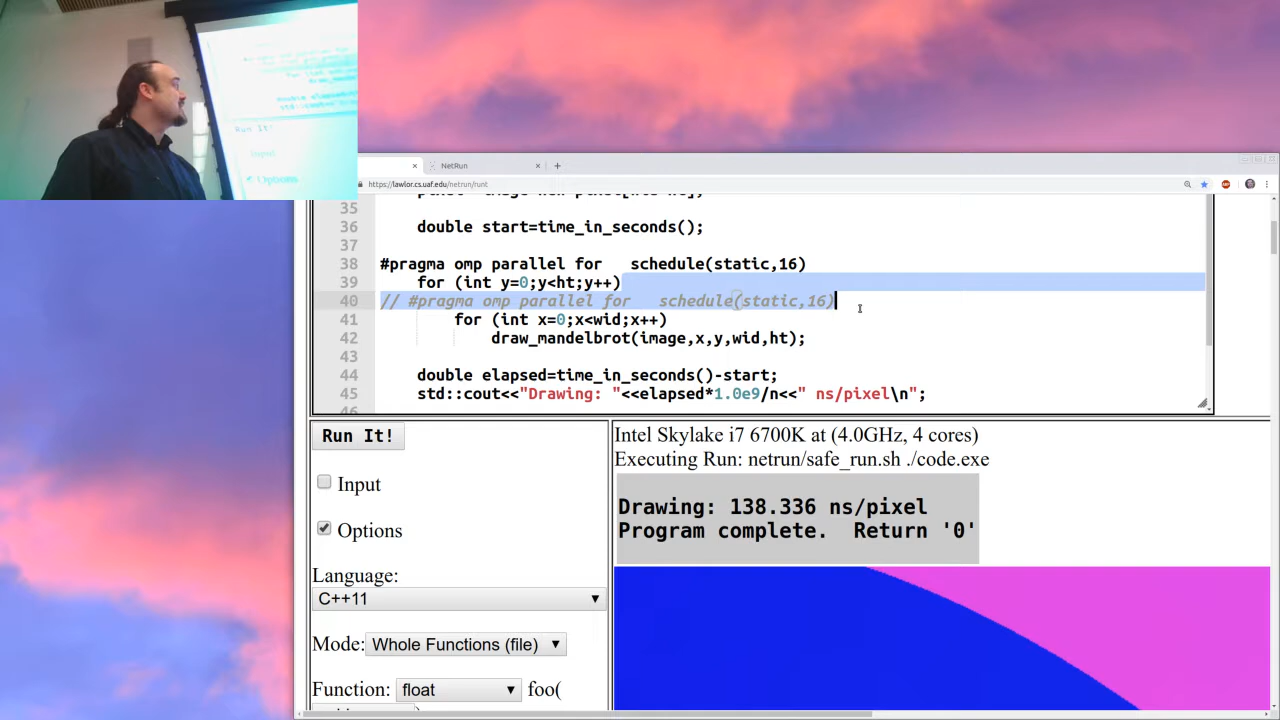 Run It!
NetRun
https://lawlor.cs.uaf.edu/netrun/runt
35
36 double start=time_in_seconds();
37
38 #pragma omp parallel for schedule(static,16)
39 for (int y=0;y<ht;y++)
40 // #pragma omp parallel for schedule(static,16)
41 for (int x=0;x<wid;x++)
42 draw_mandelbrot(image,x,y,wid,ht);
43
44 double elapsed=time_in_seconds()-start;
45 std::cout<<"Drawing: "<<elapsed*1.0e9/n<<" ns/pixel\n";
46
Run It!
Input
Options
Language:
C++11
Mode: Whole Functions (file)
Function: float foo(
Intel Skylake i7 6700K at (4.0GHz, 4 cores)
Executing Run: netrun/safe_run.sh ./code.exe
Drawing: 138.336 ns/pixel
Program complete. Return '0'